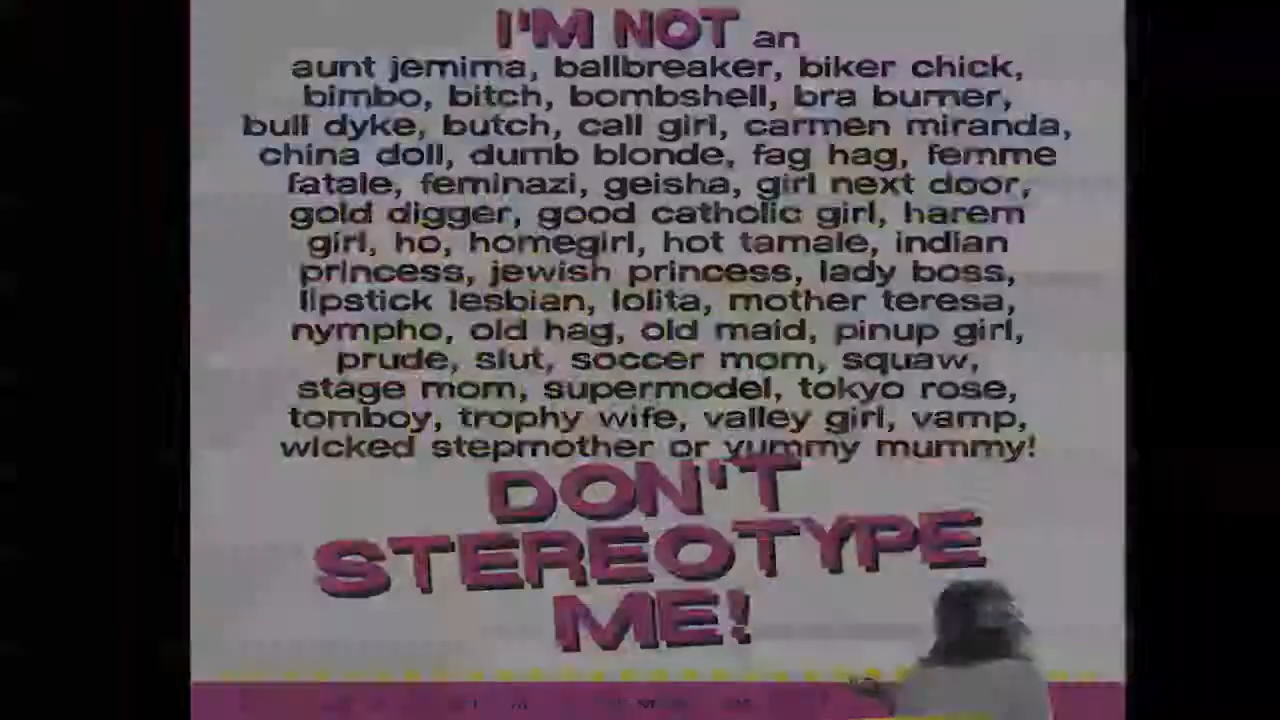 I'M NOT an
aunt jemima, ballbreaker, biker chick,
bimbo, bitch, bombshell, bra burner,
bull dyke, butch, call girl, carmen miranda,
china doll, dumb blonde, fag hag, femme
fatale, feminazi, geisha, girl next door,
gold digger, good catholic girl, harem
girl, ho, homegirl, hot tamale, indian
princess, jewish princess, lady boss,
lipstick lesbian, lolita, mother teresa,
nympho, old hag, old maid, pinup girl,
prude, slut, soccer mom, squaw,
stage mom, supermodel, tokyo rose,
tomboy, trophy wife, valley girl, vamp,
wicked stepmother or yummy mummy!
DON'T
STEREOTYPE
ME!